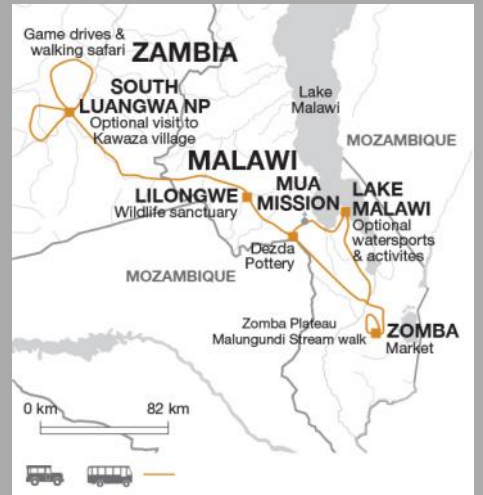 Game drives &
walking safari
ZAMBIA
SOUTH
LUANGWA NP
Optional visit to
Kawaza village
Lake
Malawi
MOZAMBIQUE
MALAWI
MUA
MISSION
LILONGWE
Wildlife sanctuary
LAKE
MALAWI
Optional
watersports
& activites
Dezda
Pottery
MOZAMBIQUE
Zomba Plateau
Malungundi Stream walk
ZOMBA
Market
0 km 82 km